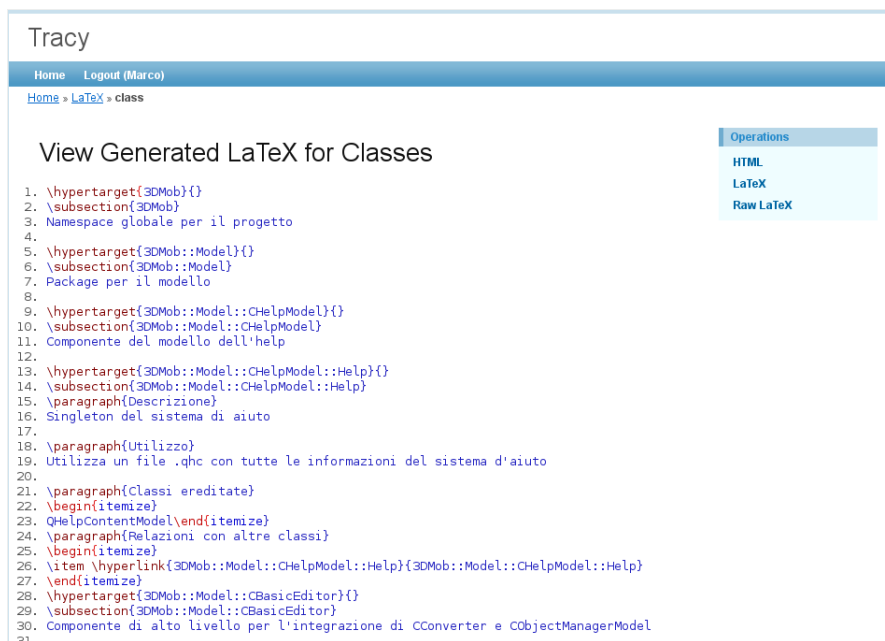 Tracy
Home Logout (Marco)
Home » LaTeX » class
View Generated LaTeX for Classes
Operations
HTML
LaTeX
Raw LaTeX
1. \hypertarget{3DMob}{}
2. \subsection{3DMob}
3. Namespace globale per il progetto
4.
5. \hypertarget{3DMob::Model}{}
6. \subsection{3DMob::Model}
7. Package per il modello
8.
9. \hypertarget{3DMob::Model::CHelpModel}{}
10. \subsection{3DMob::Model::CHelpModel}
11. Componente del modello dell'help
12.
13. \hypertarget{3DMob::Model::CHelpModel::Help}{}
14. \subsection{3DMob::Model::CHelpModel::Help}
15. \paragraph{Descrizione}
16. Singleton del sistema di aiuto
17.
18. \paragraph{Utilizzo}
19. Utilizza un file .qhc con tutte le informazioni del sistema d'aiuto
20.
21. \paragraph{Classi ereditate}
22. \begin{itemize}
23. QHelpContentModel\end{itemize}
24. \paragraph{Relazioni con altre classi}
25. \begin{itemize}
26. \item \hyperlink{3DMob::Model::CHelpModel::Help}{3DMob::Model::CHelpModel::Help}
27. \end{itemize}
28. \hypertarget{3DMob::Model::CBasicEditor}{}
29. \subsection{3DMob::Model::CBasicEditor}
30. Componente di alto livello per l'integrazione di CConverter e CObjectManagerModel